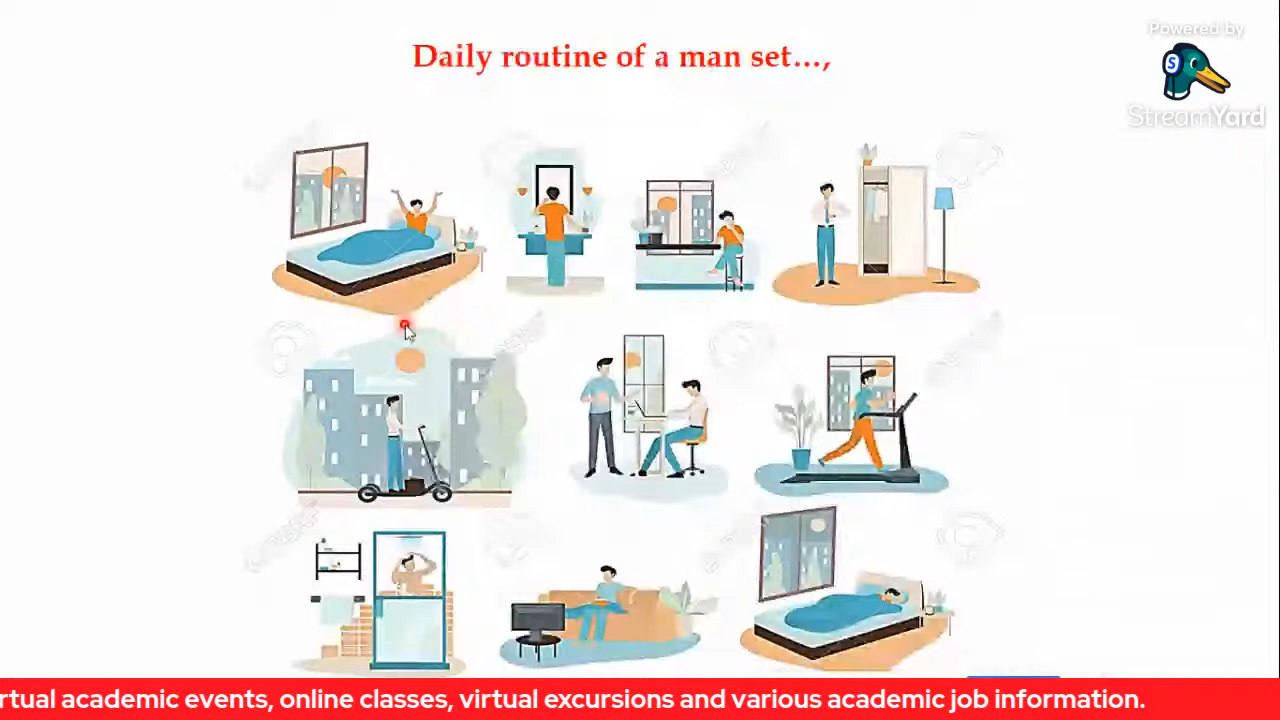 Powered by
Daily routine of a man set...,
StreamYard
rtual academic events, online classes, virtual excursions and various academic job information.